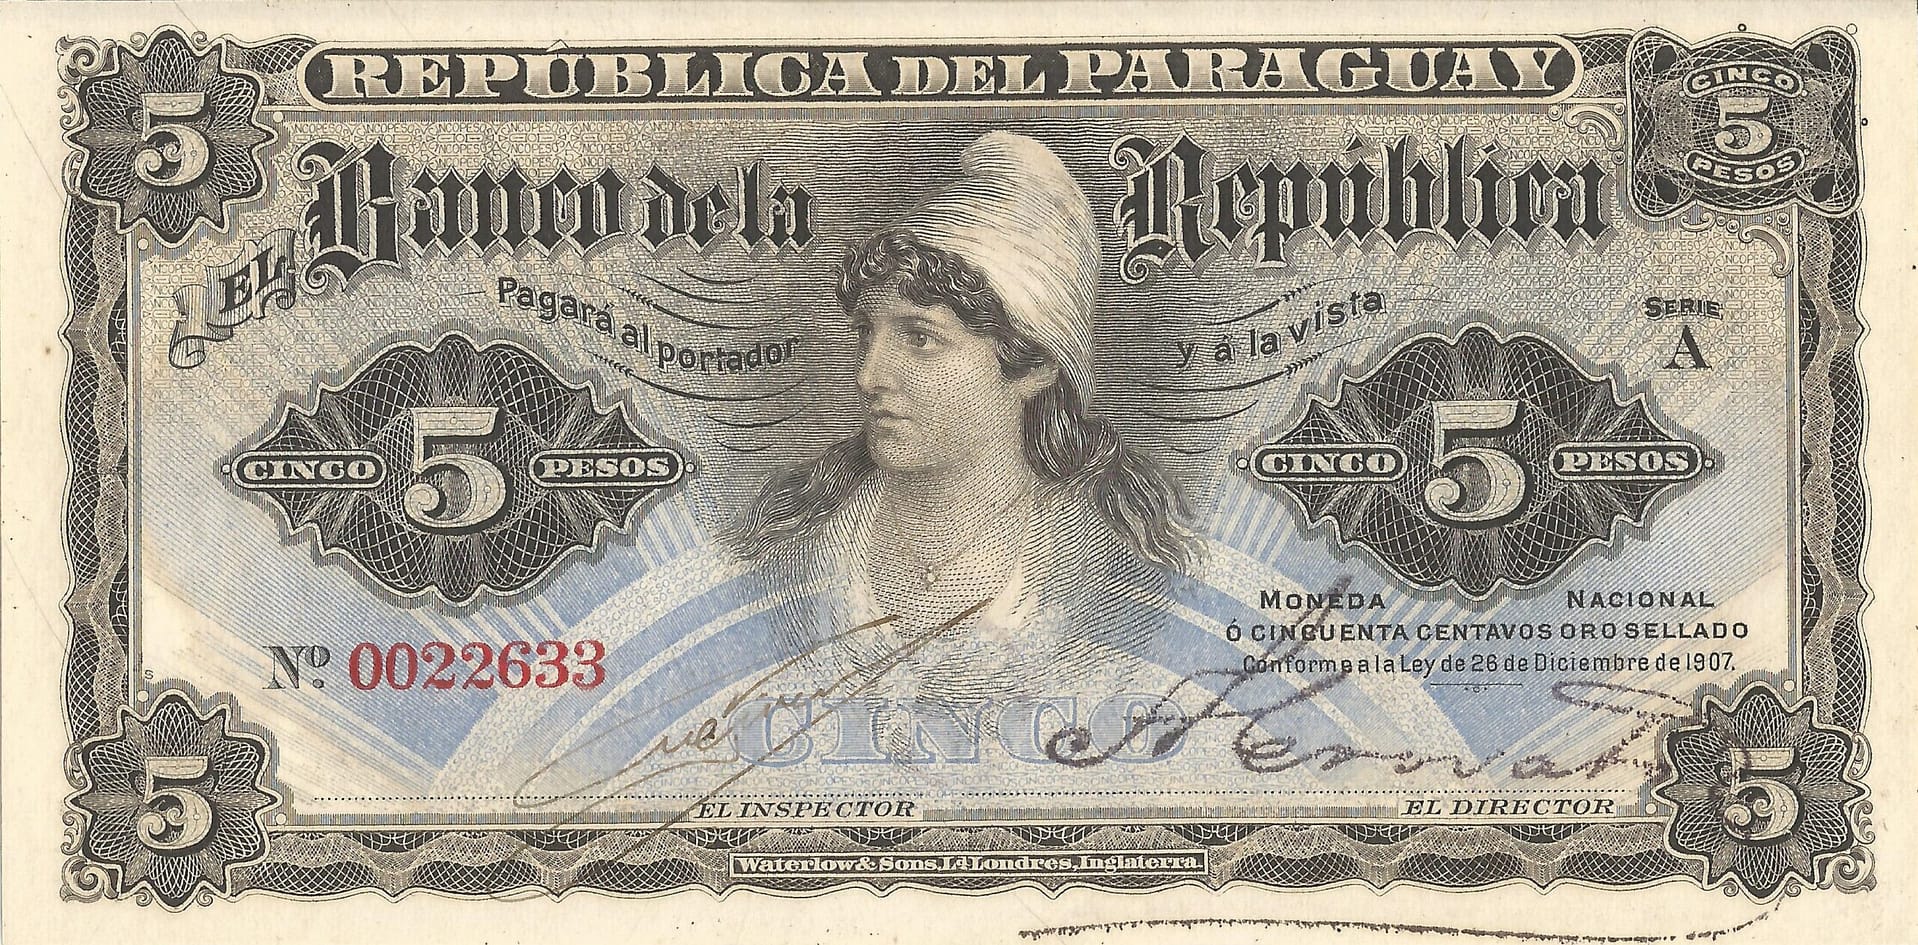 REPÚBLICA DEL PARAGUAY
5
CINCO
5
PESOS
EL Banco de la República
Pagará al portador y á la vista
SERIE
A
CINCO 5 PESOS
CINCO 5 PESOS
MONEDA NACIONAL
Ó CINCUENTA CENTAVOS ORO SELLADO
Conforme a la Ley de 26 de Diciembre de 1907.
Nº. 0022633
CINCO
EL INSPECTOR
EL DIRECTOR
5
5
Waterlow & Sons, Ld. Londres, Inglaterra.